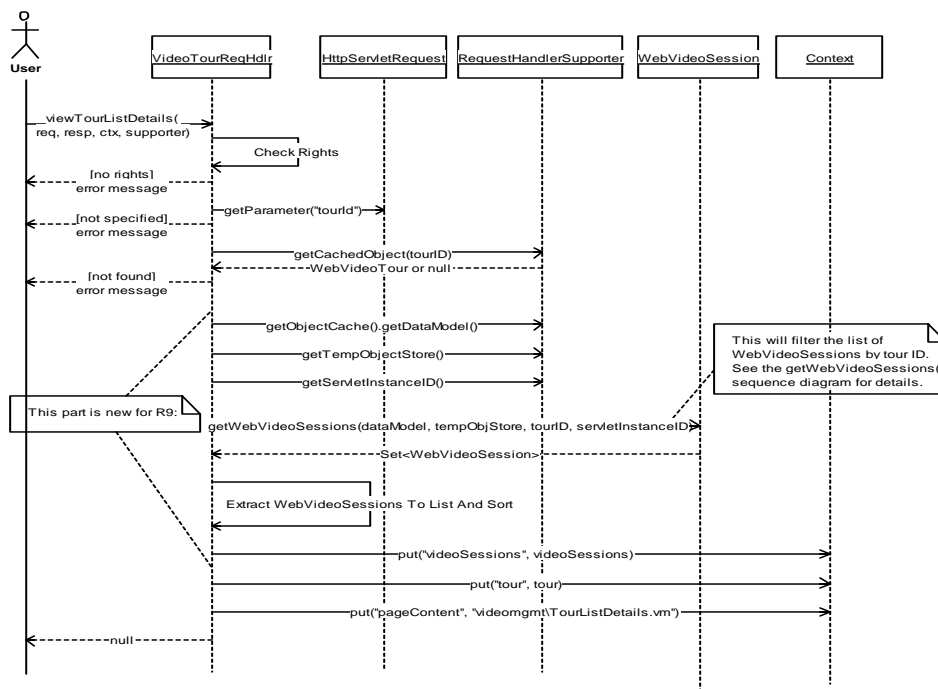 User
VideoTourReqHdlr
HttpServletRequest
RequestHandlerSupporter
WebVideoSession
Context
viewTourListDetails(
req, resp, ctx, supporter)
Check Rights
[no rights]
error message
getParameter("tourId")
[not specified]
error message
getCachedObject(tourID)
WebVideoTour or null
[not found]
error message
getObjectCache().getDataModel()
This will filter the list of
WebVideoSessions by tour ID.
See the getWebVideoSessions(
sequence diagram for details.
getTempObjectStore()
getServletInstanceID()
This part is new for R9:
getWebVideoSessions(dataModel, tempObjStore, tourID, servletInstanceID)
Set<WebVideoSession>
Extract WebVideoSessions To List And Sort
put("videoSessions", videoSessions)
put("tour", tour)
put("pageContent", "videomgmt\TourListDetails.vm")
null